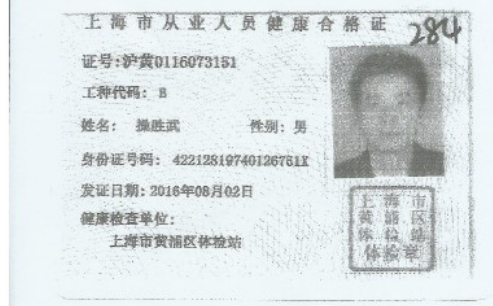 上海市从业人员健康合格证
284
证号:沪黄0116073151
工种代码: B
姓名: 操胜武 性别: 男
身份证号码: 42212819740126751X
发证日期: 2016年08月02日
健康检查单位:
上海市黄浦区体检站
上海市
黄浦区
体检站
体检章